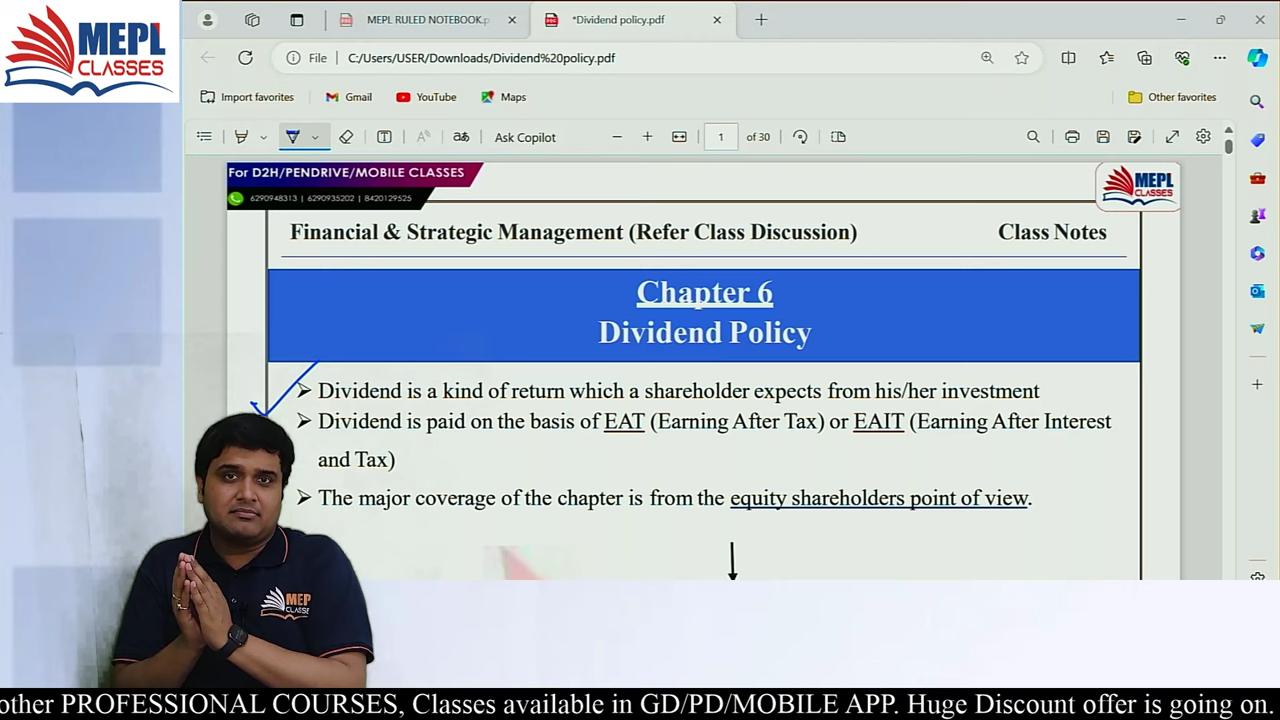 MEPL
CLASSES
MEPL RULED NOTEBOOK.p
*Dividend policy.pdf
File
C:/Users/USER/Downloads/Dividend%20policy.pdf
Import favorites
Gmail
YouTube
Maps
Other favorites
Ask Copilot
1
of 30
For D2H/PENDRIVE/MOBILE CLASSES
6290948313 | 6290935202 | 8420129525
MEPL
CLASSES
Financial & Strategic Management (Refer Class Discussion)
Class Notes
Chapter 6
Dividend Policy
➢ Dividend is a kind of return which a shareholder expects from his/her investment
➢ Dividend is paid on the basis of EAT (Earning After Tax) or EAIT (Earning After Interest
and Tax)
➢ The major coverage of the chapter is from the equity shareholders point of view.
MEP
CLASSE
other PROFESSIONAL COURSES, Classes available in GD/PD/MOBILE APP. Huge Discount offer is going on.